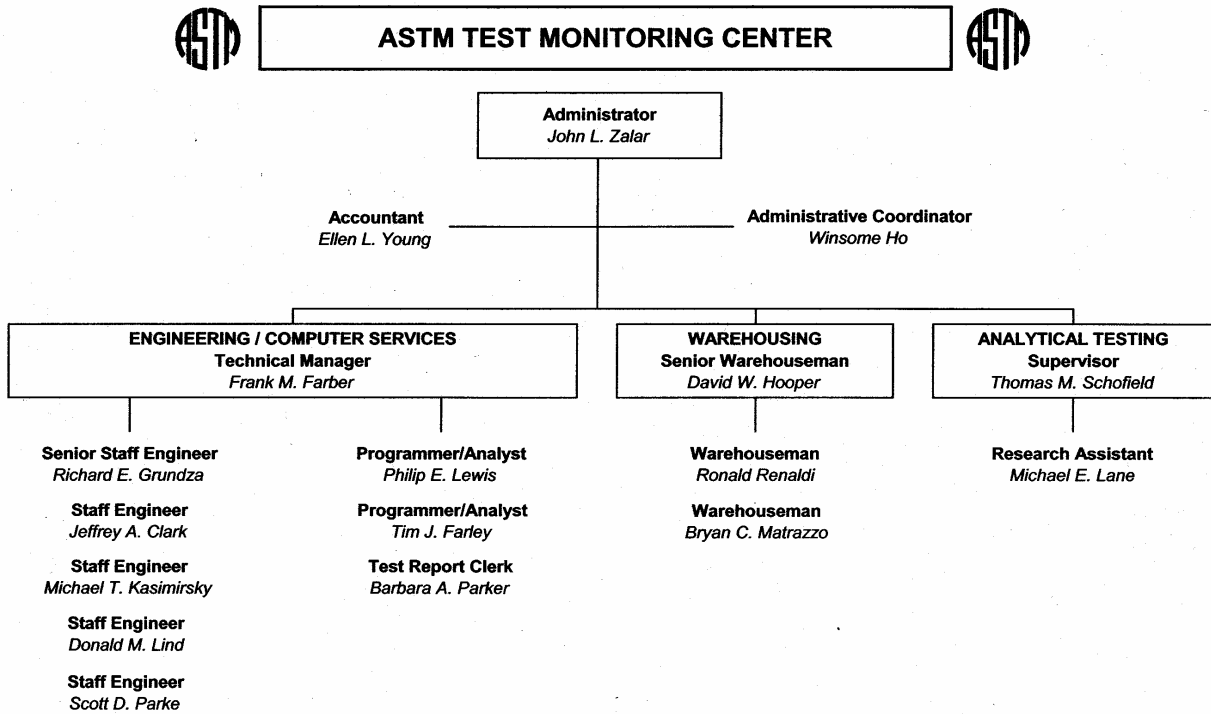 ASTM
ASTM TEST MONITORING CENTER
ASTM
Administrator
John L. Zalar
Accountant
Ellen L. Young
Administrative Coordinator
Winsome Ho
ENGINEERING / COMPUTER SERVICES
Technical Manager
Frank M. Farber
WAREHOUSING
Senior Warehouseman
David W. Hooper
ANALYTICAL TESTING
Supervisor
Thomas M. Schofield
Senior Staff Engineer
Richard E. Grundza
Staff Engineer
Jeffrey A. Clark
Staff Engineer
Michael T. Kasimirsky
Staff Engineer
Donald M. Lind
Staff Engineer
Scott D. Parke
Programmer/Analyst
Philip E. Lewis
Programmer/Analyst
Tim J. Farley
Test Report Clerk
Barbara A. Parker
Warehouseman
Ronald Renaldi
Warehouseman
Bryan C. Matrazzo
Research Assistant
Michael E. Lane